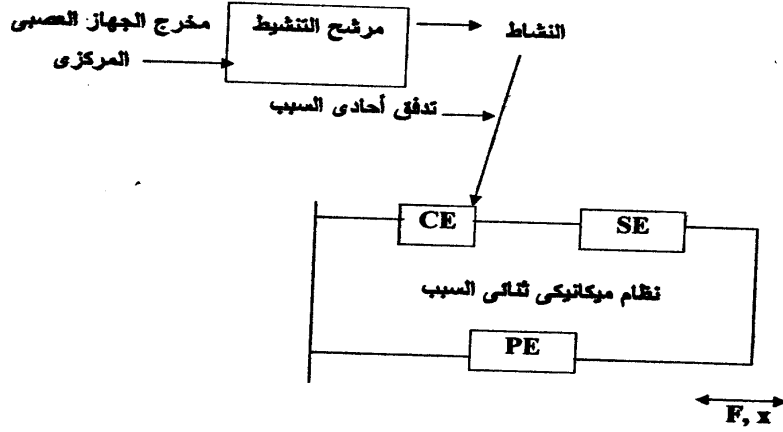 مخرج الجهاز العصبى
المركزى
مرشح التنشيط
النشاط
تدفق أحادى السبب
CE
SE
نظام ميكانيكى ثنائى السبب
PE
F, x